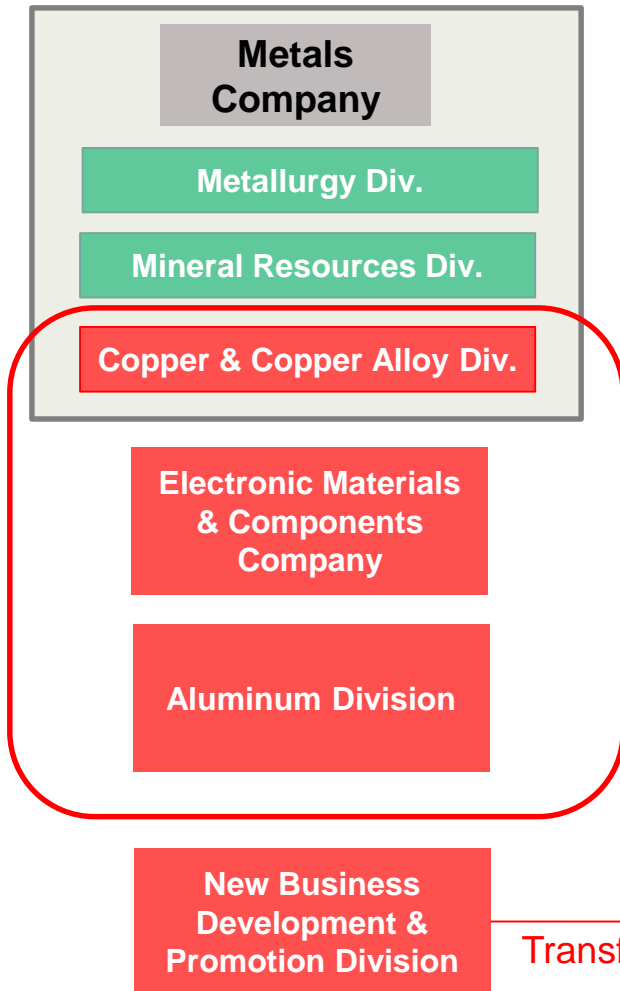 Metals
Company
Metallurgy Div.
Mineral Resources Div.
Copper & Copper Alloy Div.
Electronic Materials
& Components
Company
Aluminum Division
New Business
Development &
Promotion Division